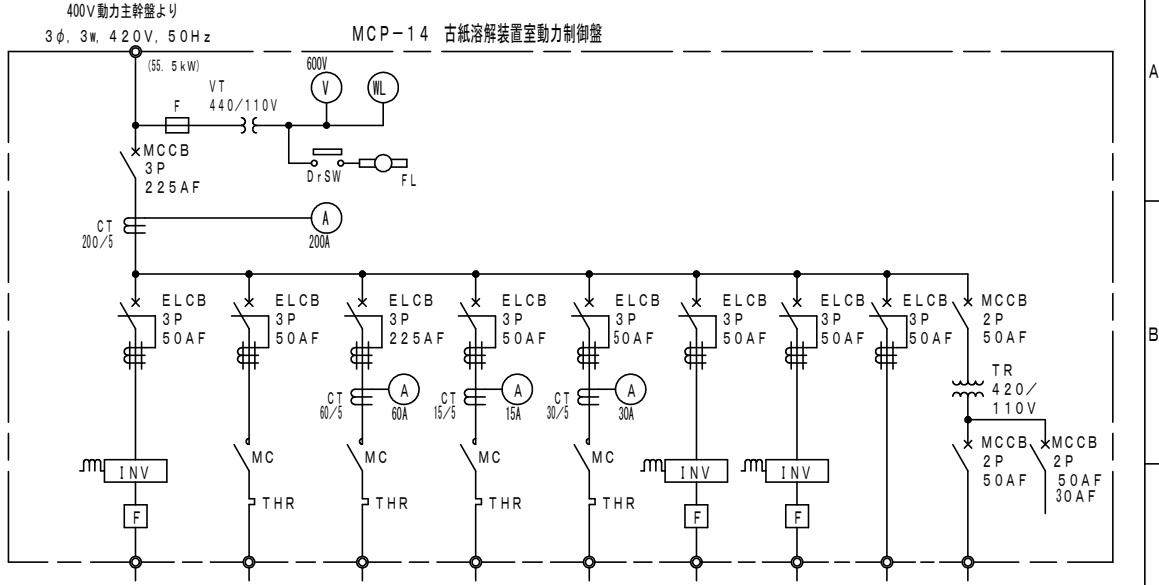 400V動力主幹盤より
3φ, 3w, 420V, 50Hz
MCP-14 古紙溶解装置室動力制御盤
(55. 5kW)
A
600V
V
WL
VT
440/110V
F
MCCB
3P
225AF
DrSW
FL
CT
200/5
A
200A
B
ELCB
3P
50AF
ELCB
3P
50AF
ELCB
3P
225AF
ELCB
3P
50AF
ELCB
3P
50AF
ELCB
3P
50AF
ELCB
3P
50AF
ELCB
3P
50AF
MCCB
2P
50AF
CT
60/5
A
60A
CT
15/5
A
15A
CT
30/5
A
30A
TR
420/
110V
INV
F
MC
THR
MC
THR
MC
THR
MC
THR
INV
F
INV
F
MCCB
2P
50AF
MCCB
2P
50AF
30AF